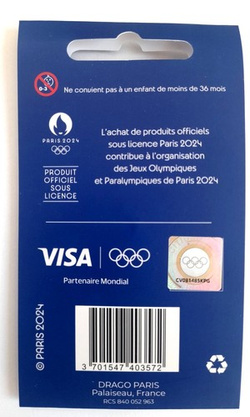 0-3
Ne convient pas à un enfant de moins de 36 mois
PARIS 2024
PRODUIT
OFFICIEL
SOUS
LICENCE
L'achat de produits officiels
sous licence Paris 2024
contribue à l'organisation
des Jeux Olympiques
et Paralympiques de Paris 2024
VISA
Partenaire Mondial
CV085485KPG
© PARIS 2024
3 701547 403572
DRAGO PARIS
Palaiseau, France
RCS 840 052 963